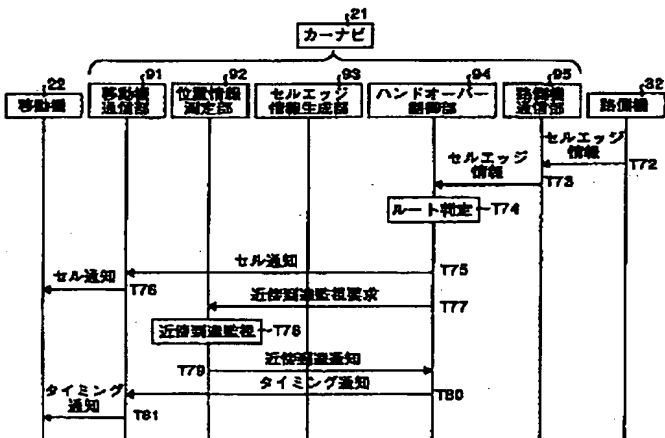 21
カーナビ
22
91
92
93
94
95
32
移動機
移動機
通信部
位置情報
測定部
セルエッジ
情報生成部
ハンドオーバー
制御部
路側機
通信部
路側機
セルエッジ
情報
T72
セルエッジ
情報
T73
ルート判定
T74
セル通知
T75
セル通知
T76
近傍到達監視要求
T77
近傍到達監視
T78
T79
近傍到達通知
タイミング通知
T80
タイミング
通知
T81